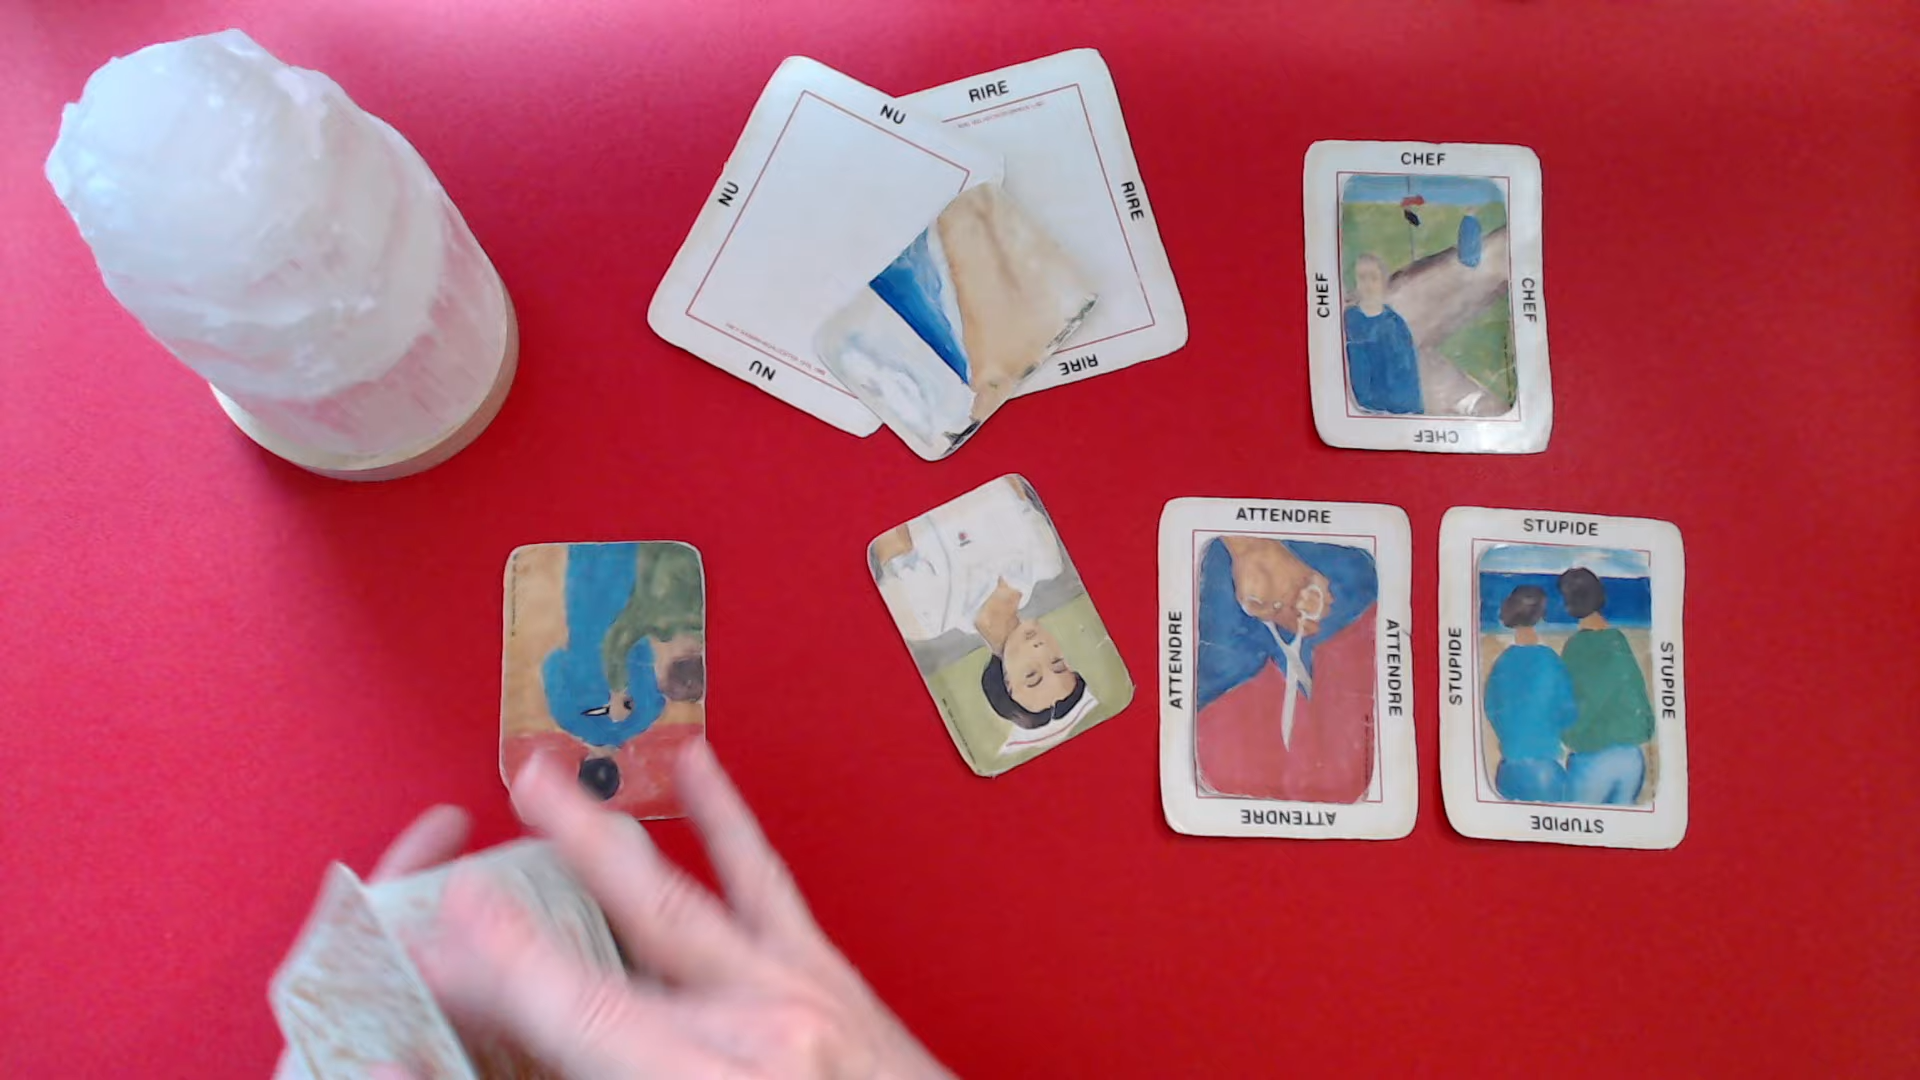 NU
NU
NU
RIRE
RIRE
RIRE
CHEF
CHEF
CHEF
CHEF
ATTENDRE
ATTENDRE
ATTENDRE
ATTENDRE
STUPIDE
STUPIDE
STUPIDE
STUPIDE